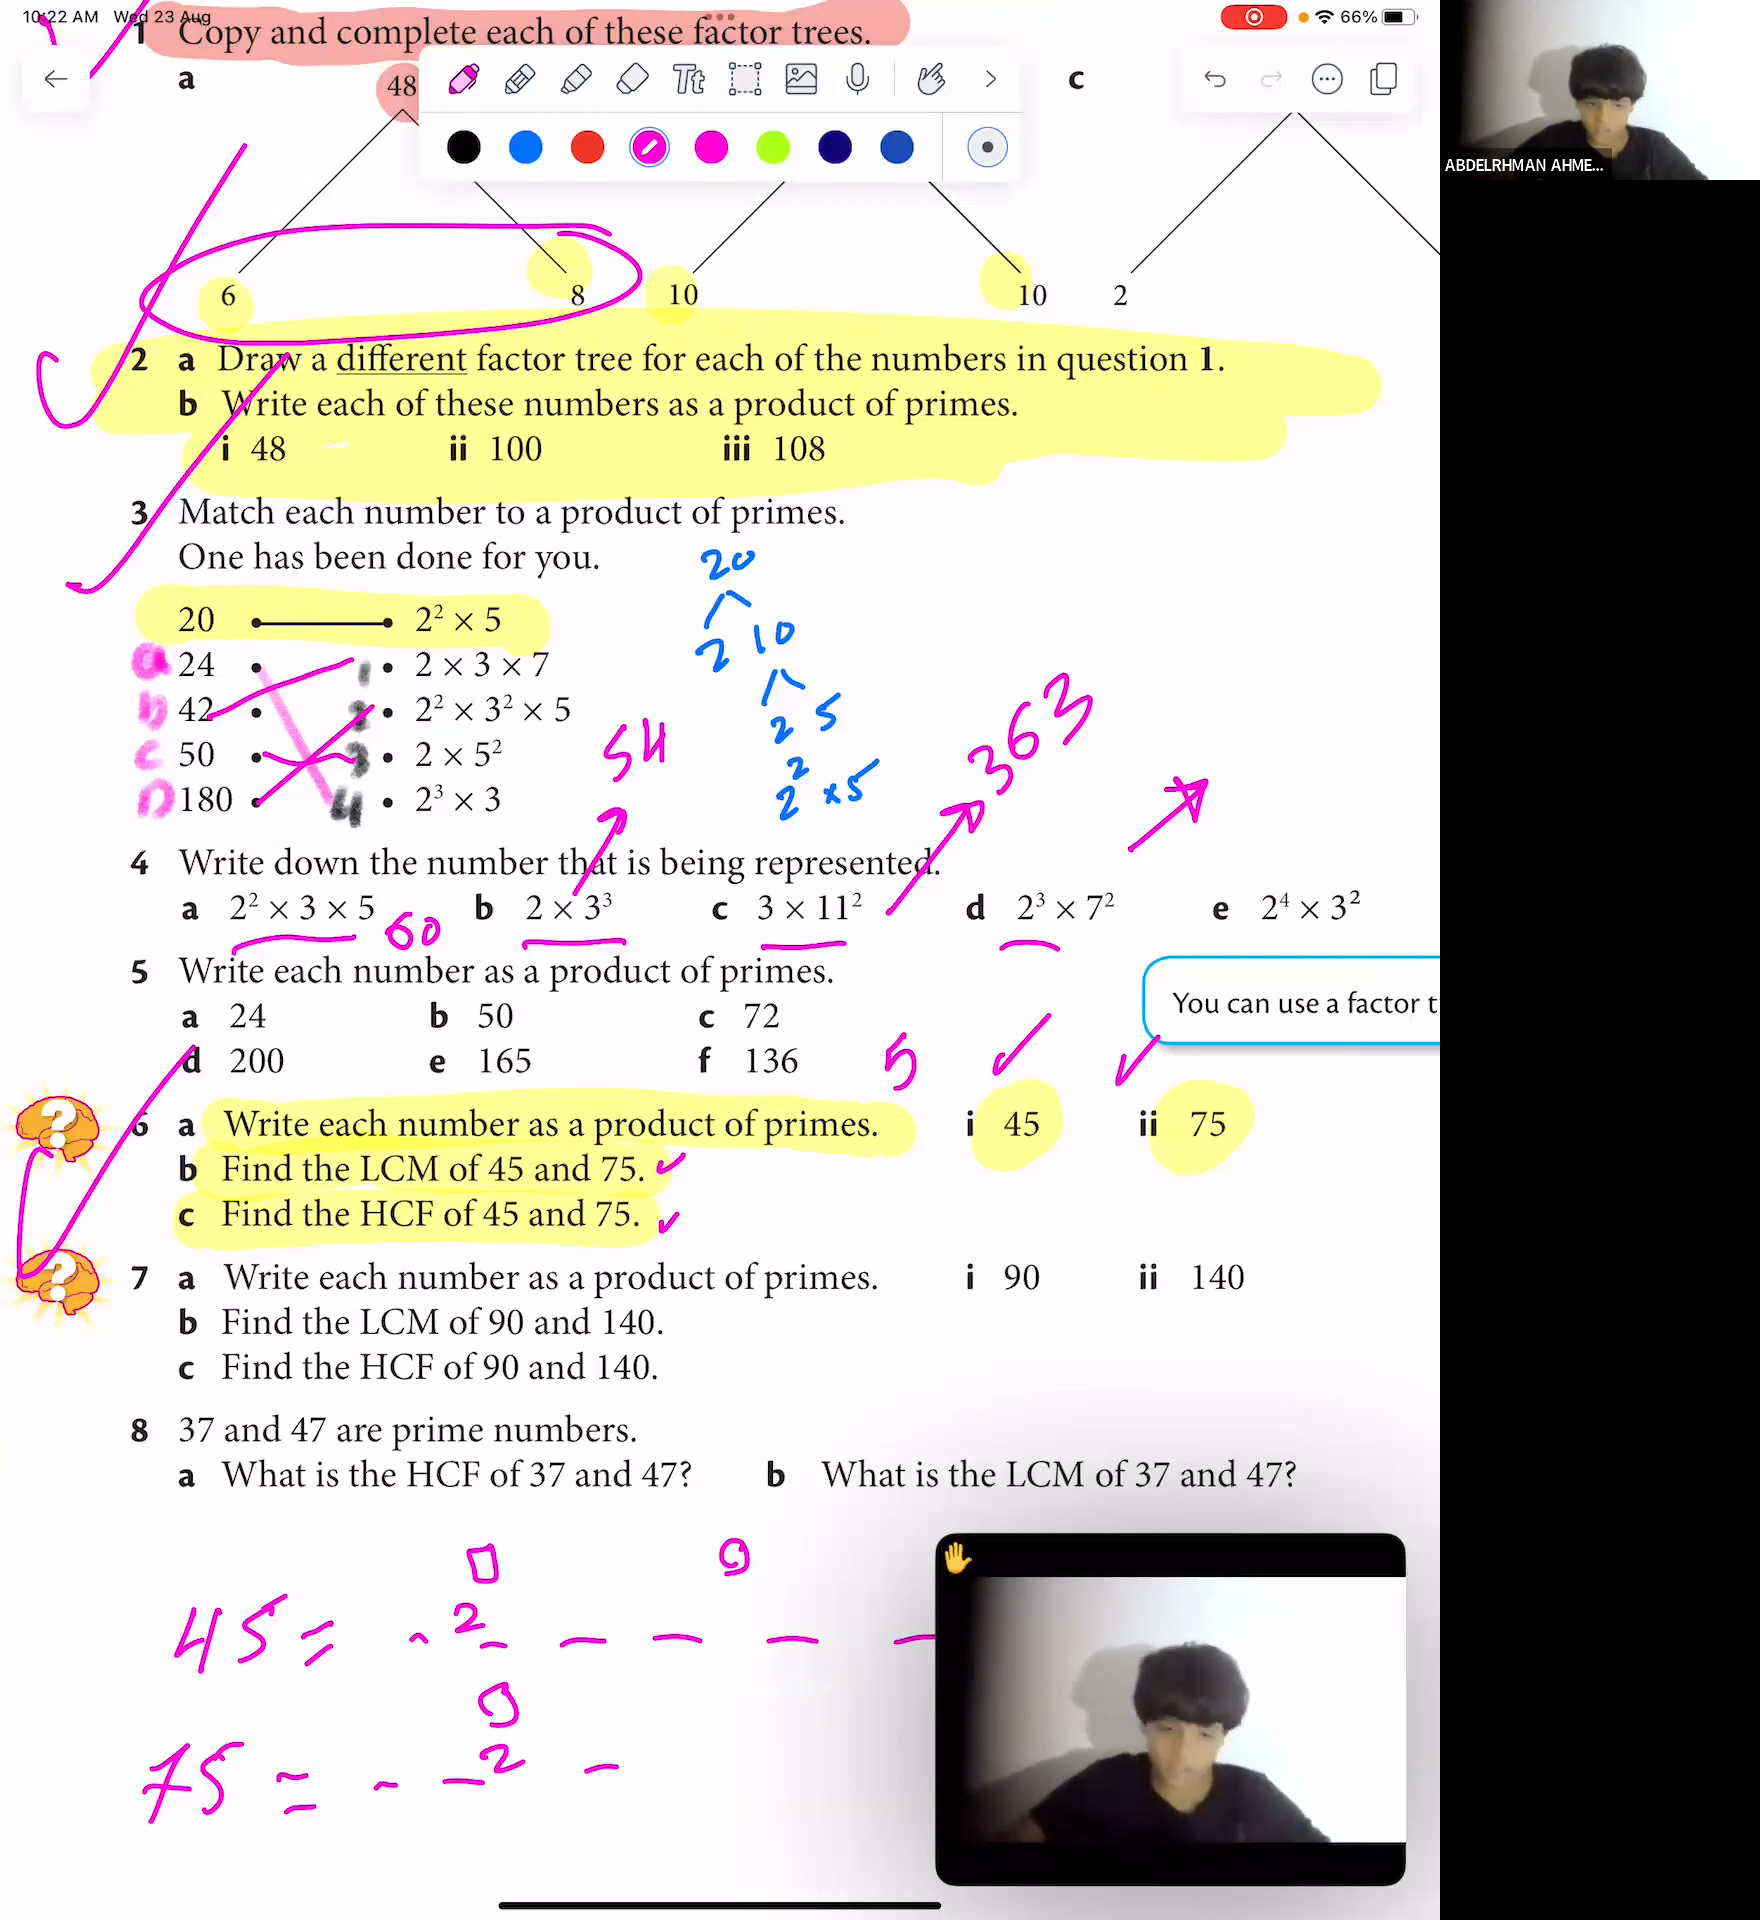 10:22 AM Wed 23 Aug
66%
1 Copy and complete each of these factor trees.
a 48 c
Tt
ABDELRHMAN AHME...
6 8 10 10 2
2 a Draw a different factor tree for each of the numbers in question 1.
b Write each of these numbers as a product of primes.
i 48 ii 100 iii 108
3 Match each number to a product of primes.
One has been done for you.
20 2² × 5
a 24 1 2 × 3 × 7
b 42 2 2² × 3² × 5
c 50 3 2 × 5²
D 180 4 2³ × 3
20
2 10
2 5
2² × 5
54
363
4 Write down the number that is being represented.
a 2² × 3 × 5 60 b 2 × 3³ c 3 × 11² d 2³ × 7² e 2⁴ × 3²
5 Write each number as a product of primes.
a 24 b 50 c 72
You can use a factor t
d 200 e 165 f 136
5
6 a Write each number as a product of primes. i 45 ii 75
b Find the LCM of 45 and 75.
c Find the HCF of 45 and 75.
7 a Write each number as a product of primes. i 90 ii 140
b Find the LCM of 90 and 140.
c Find the HCF of 90 and 140.
8 37 and 47 are prime numbers.
a What is the HCF of 37 and 47? b What is the LCM of 37 and 47?
45 = - 2 - - - - -
75 = - - 2 -